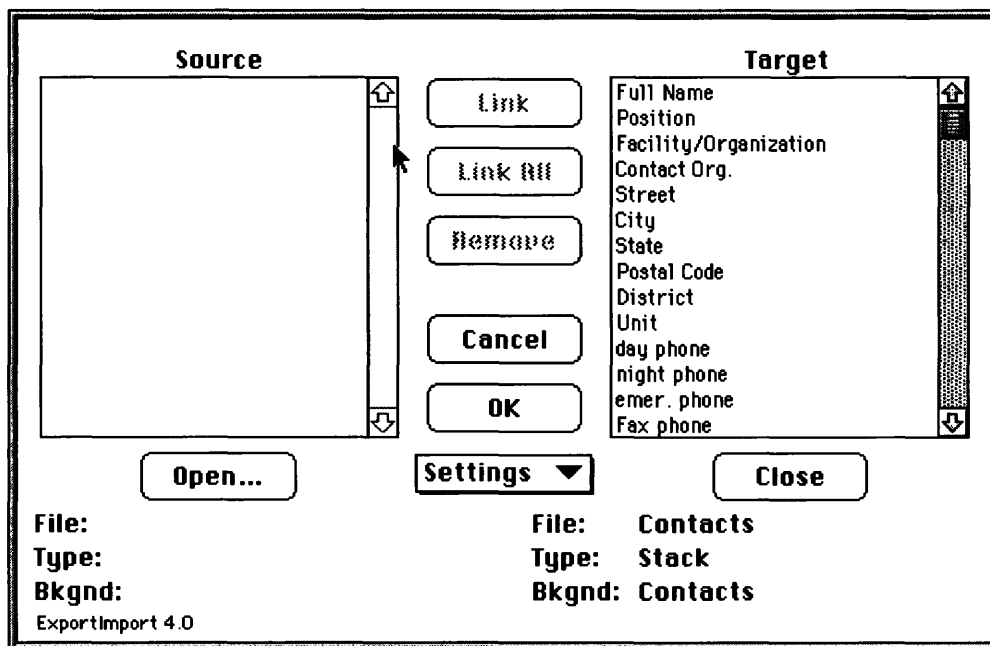 Source
Target
Link
Link All
Remove
Cancel
OK
Full Name
Position
Facility/Organization
Contact Org.
Street
City
State
Postal Code
District
Unit
day phone
night phone
emer. phone
Fax phone
Open...
Settings
Close
File:
Type:
Bkgnd:
File: Contacts
Type: Stack
Bkgnd: Contacts
ExportImport 4.0